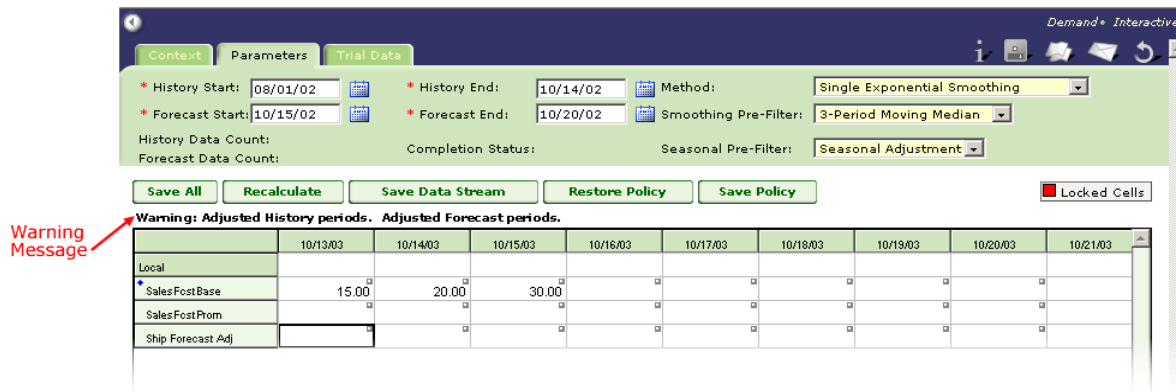 Demand• Interactive
Context Parameters Trial Data
* History Start: 08/01/02 * History End: 10/14/02 Method: Single Exponential Smoothing
* Forecast Start: 10/15/02 * Forecast End: 10/20/02 Smoothing Pre-Filter: 3-Period Moving Median
History Data Count:
Completion Status: Seasonal Pre-Filter: Seasonal Adjustment
Forecast Data Count:
Save All Recalculate Save Data Stream Restore Policy Save Policy Locked Cells
Warning: Adjusted History periods. Adjusted Forecast periods.
Warning
Message
10/13/03 10/14/03 10/15/03 10/16/03 10/17/03 10/18/03 10/19/03 10/20/03 10/21/03
Local
SalesFcstBase 15.00 20.00 30.00
SalesFcstProm
Ship Forecast Adj